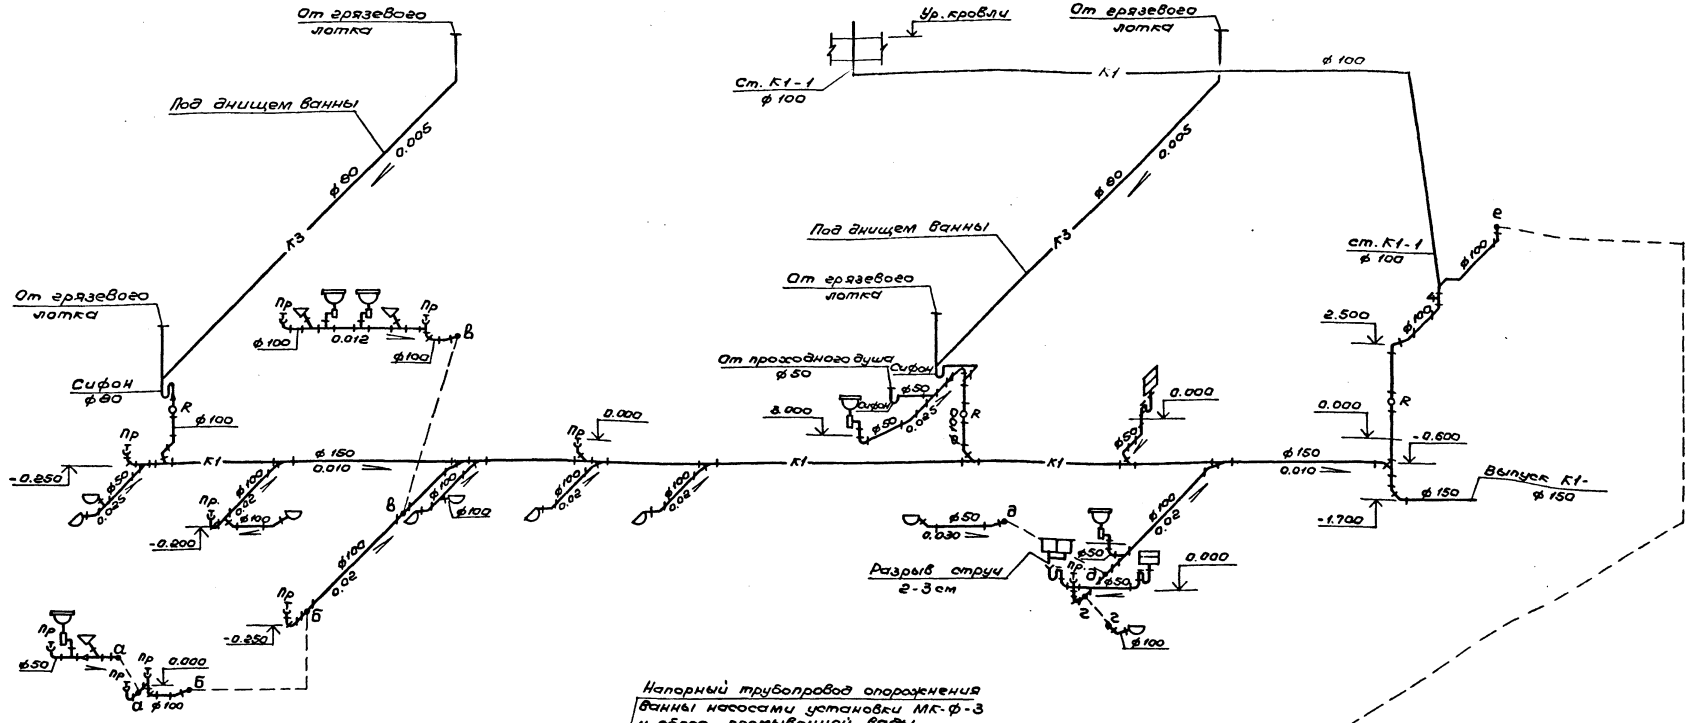 От грязевого
лотка
Ур. кровли
От грязевого
лотка
Ст. К1-1
ф 100
К1
ф 100
Под днищем ванны
0.005
ф 80
К3
0.005
ф 80
К3
Под днищем ванны
е
ст. К1-1
ф 100
ф 100
ф 100
2.500
От грязевого
лотка
От грязевого
лотка
пр
пр
в
ф 100
0.012
ф 100
Сифон
ф 80
R
ф 100
От проходного душа
ф 50
Сифон
ф 50
Сифон
ф 50
0.025
ф 100
R
0.000
ф 50
0.000
R
-0.600
пр
0.000
пр
К1
ф 150
0.010
К1
К1
ф 150
0.010
-0.250
ф 50
0.025
ф 100
0.02
пр.
ф 100
-0.200
в
ф 100
ф 100
ф 100
0.02
ф 100
0.02
ф 100
0.02
Выпуск К1-
ф 150
ф 150
-1.700
ф 50
0.030
д
ф 100
0.02
Разрыв струи
2-3 см
ф 50
пр.
д
ф 50
0.000
г
г
ф 100
пр
б
-0.250
ф 100
0.02
пр
а
ф 50
пр
пр
0.000
б
а
ф 100
Напорный трубопровод опорожнения
ванны насосами установки МК-Ф-3